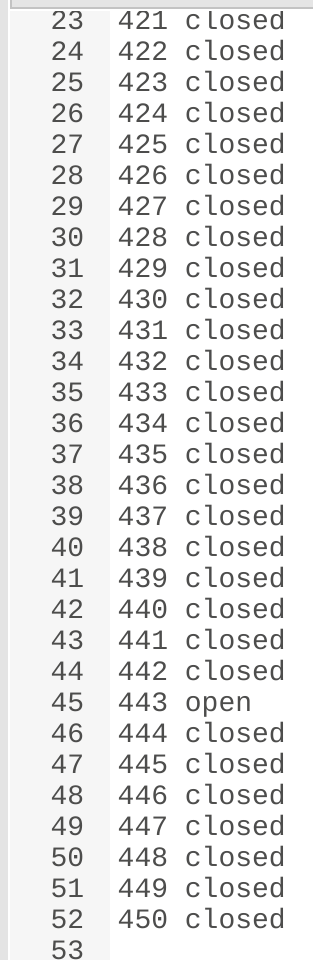 23 421 closed
24 422 closed
25 423 closed
26 424 closed
27 425 closed
28 426 closed
29 427 closed
30 428 closed
31 429 closed
32 430 closed
33 431 closed
34 432 closed
35 433 closed
36 434 closed
37 435 closed
38 436 closed
39 437 closed
40 438 closed
41 439 closed
42 440 closed
43 441 closed
44 442 closed
45 443 open
46 444 closed
47 445 closed
48 446 closed
49 447 closed
50 448 closed
51 449 closed
52 450 closed
53